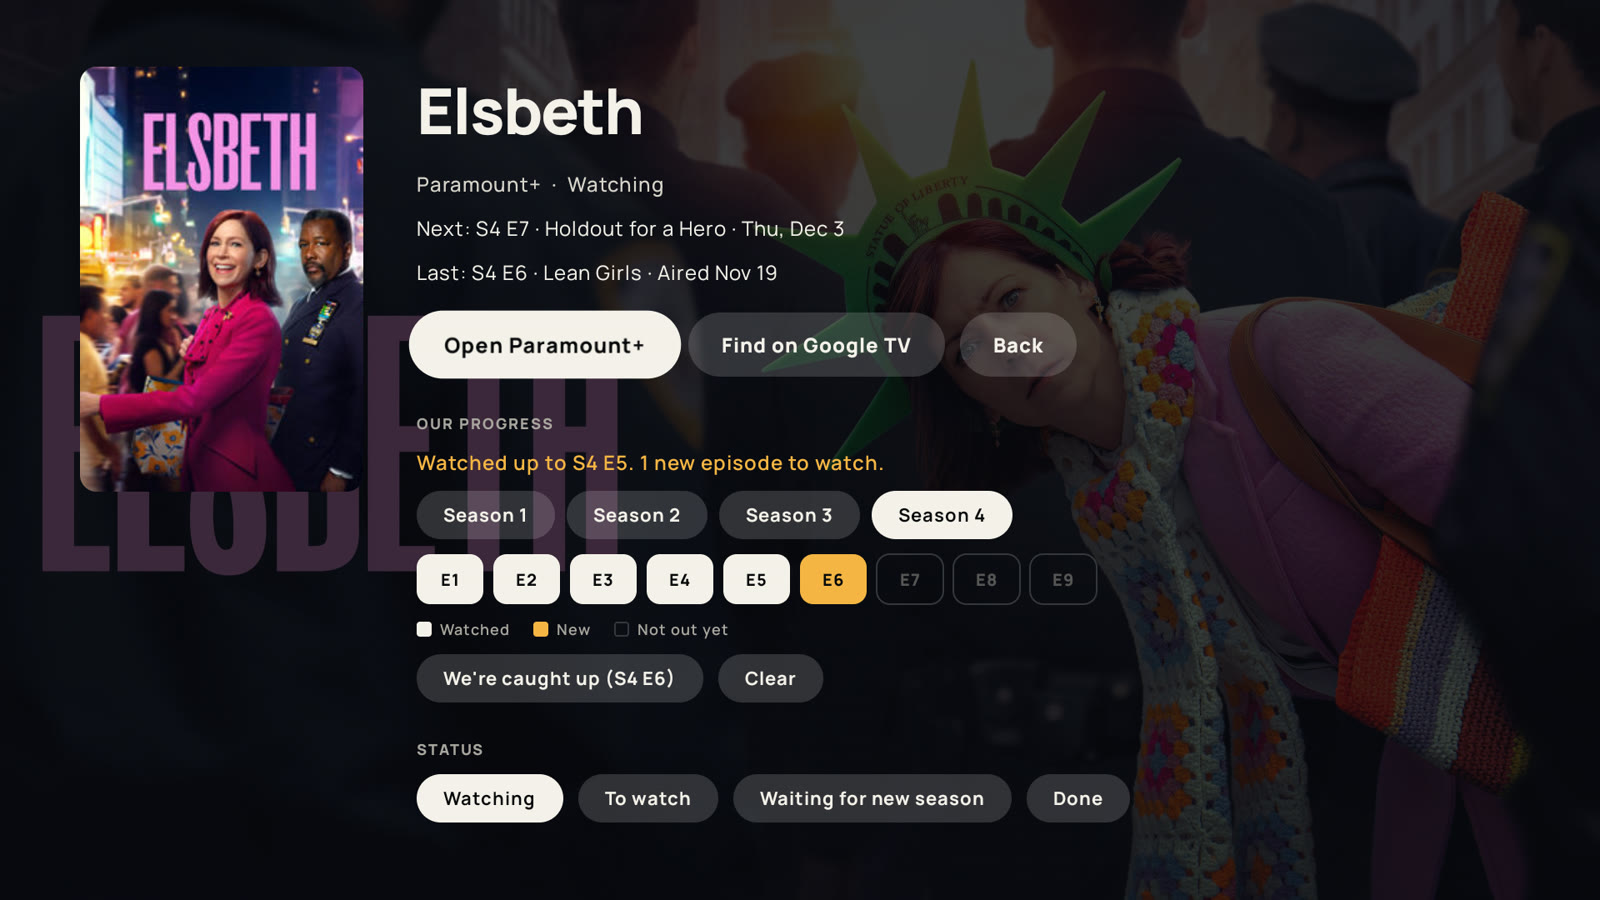 ELSBETH
Elsbeth
Paramount+ · Watching
Next: S4 E7 · Holdout for a Hero · Thu, Dec 3
Last: S4 E6 · Lean Girls · Aired Nov 19
Open Paramount+
Find on Google TV
Back
OUR PROGRESS
Watched up to S4 E5. 1 new episode to watch.
Season 1
Season 2
Season 3
Season 4
E1 E2 E3 E4 E5 E6 E7 E8 E9
Watched New Not out yet
We're caught up (S4 E6)
Clear
STATUS
Watching
To watch
Waiting for new season
Done
STATUE OF LIBERTY
ELSBETH